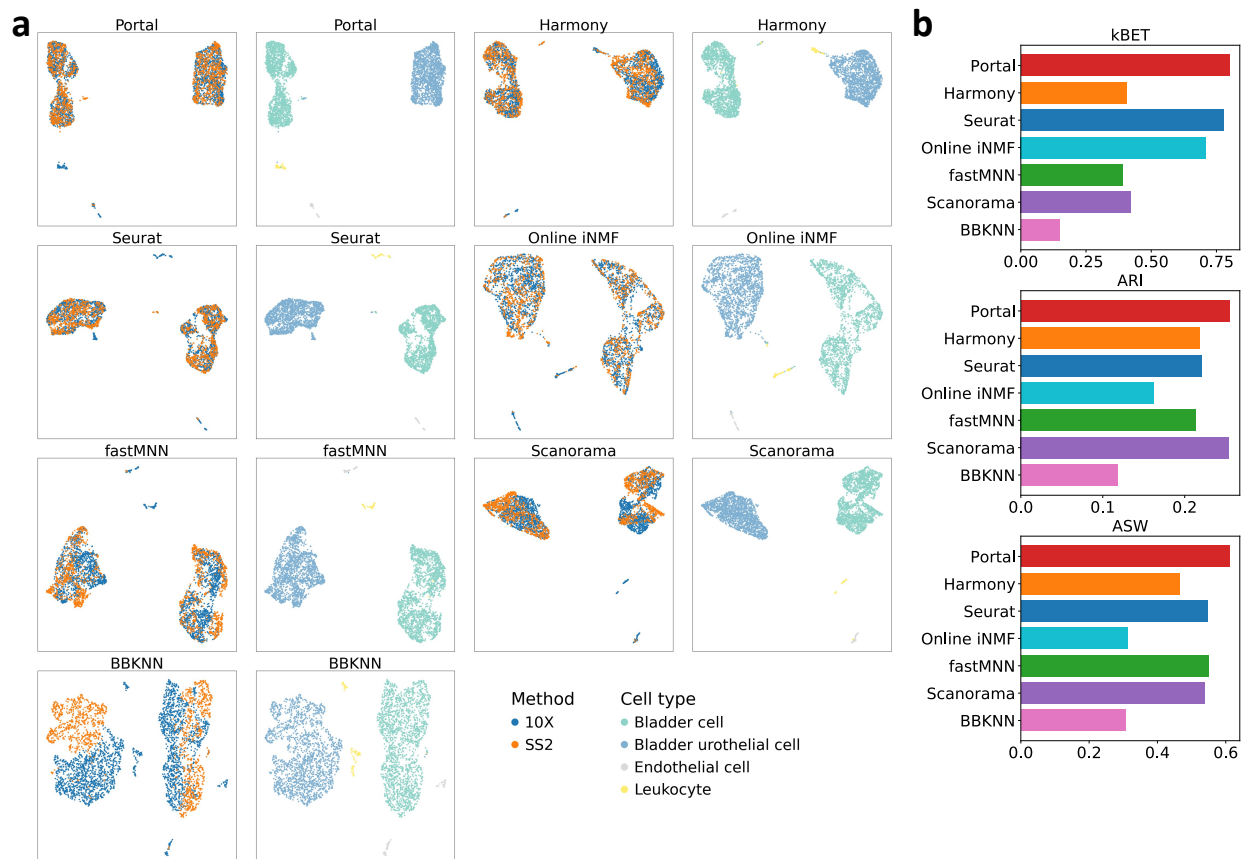 a
Portal
Portal
Harmony
Harmony
Seurat
Seurat
Online iNMF
Online iNMF
fastMNN
fastMNN
Scanorama
Scanorama
BBKNN
BBKNN
Method
10X
SS2
Cell type
Bladder cell
Bladder urothelial cell
Endothelial cell
Leukocyte
b
kBET
Portal
Harmony
Seurat
Online iNMF
fastMNN
Scanorama
BBKNN
0.00 0.25 0.50 0.75
ARI
Portal
Harmony
Seurat
Online iNMF
fastMNN
Scanorama
BBKNN
0.0 0.1 0.2
ASW
Portal
Harmony
Seurat
Online iNMF
fastMNN
Scanorama
BBKNN
0.0 0.2 0.4 0.6